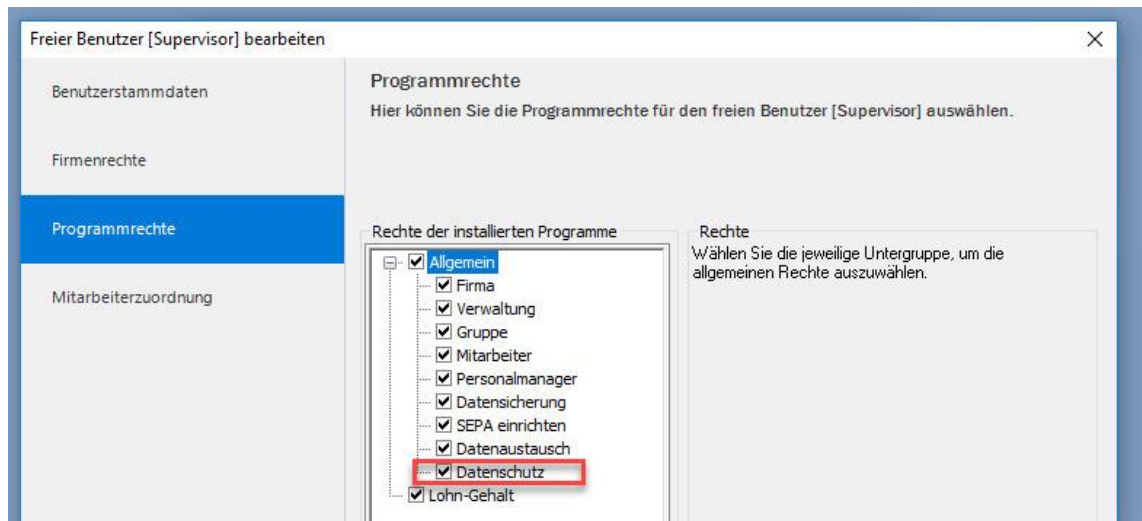 Freier Benutzer [Supervisor] bearbeiten
Benutzerstammdaten
Firmenrechte
Programmrechte
Mitarbeiterzuordnung
Programmrechte
Hier können Sie die Programmrechte für den freien Benutzer [Supervisor] auswählen.
Rechte der installierten Programme
Allgemein
Firma
Verwaltung
Gruppe
Mitarbeiter
Personalmanager
Datensicherung
SEPA einrichten
Datenaustausch
Datenschutz
Lohn-Gehalt
Rechte
Wählen Sie die jeweilige Untergruppe, um die
allgemeinen Rechte auszuwählen.